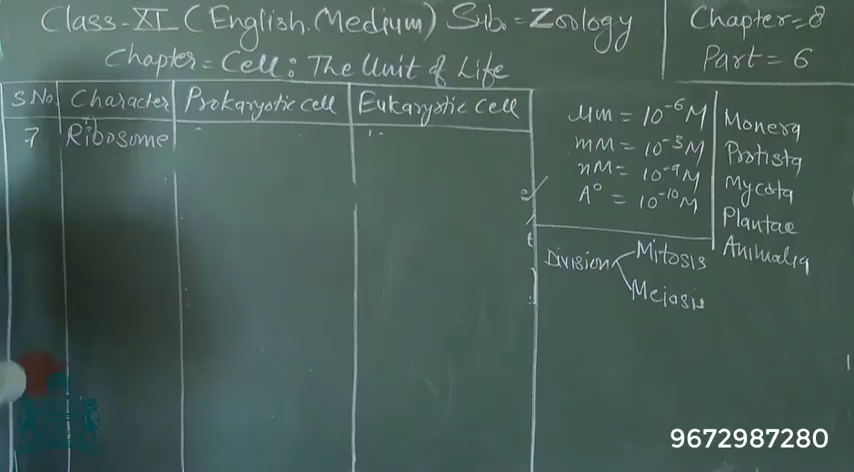 Class-XI (English Medium) Sub.=Zoology
Chapter=8
Chapter= Cell: The Unit of Life
Part=6
S No. Character Prokaryotic cell Eukaryotic cell
7 Ribosome
μm = 10⁻⁶M
mM = 10⁻³M
nM = 10⁻⁹M
A° = 10⁻¹⁰M
Monera
Protista
Mycota
Plantae
Animalia
Division
Mitosis
Meiosis
9672987280